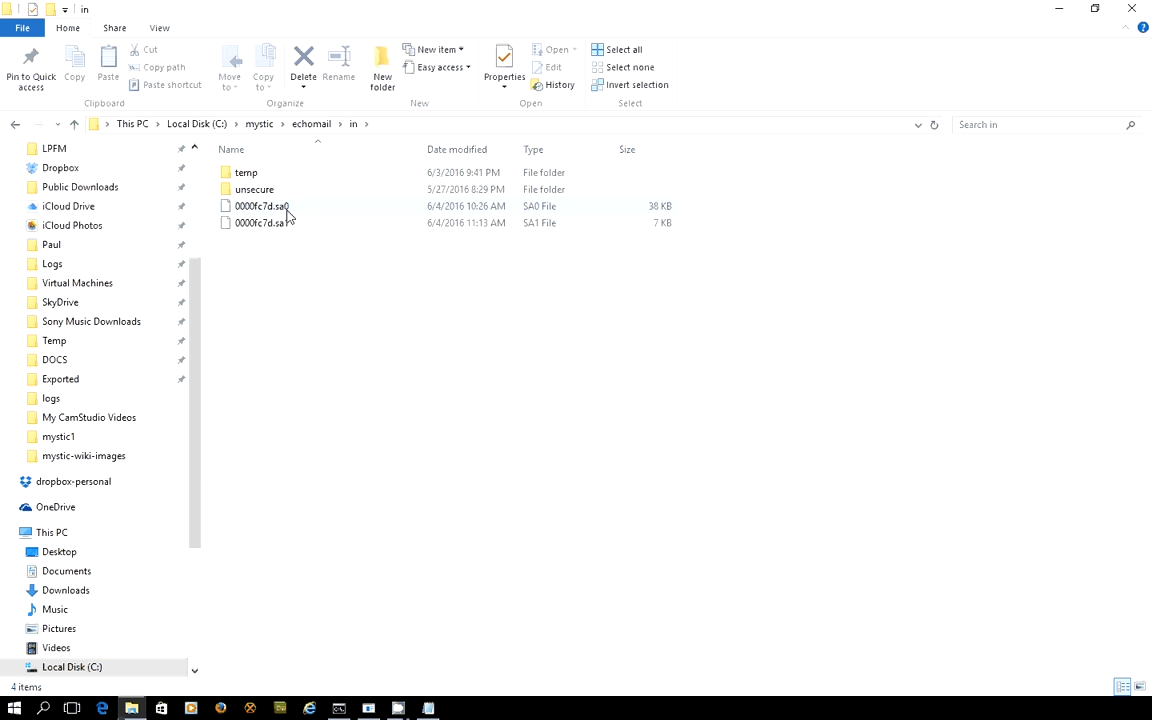 in
File Home Share View
Pin to Quick access
Copy
Paste
Cut
Copy path
Paste shortcut
Clipboard
Move to
Copy to
Delete
Rename
Organize
New folder
New item
Easy access
New
Properties
Open
Edit
History
Open
Select all
Select none
Invert selection
Select
This PC > Local Disk (C:) > mystic > echomail > in >
Search in
LPFM
Dropbox
Public Downloads
iCloud Drive
iCloud Photos
Paul
Logs
Virtual Machines
SkyDrive
Sony Music Downloads
Temp
DOCS
Exported
logs
My CamStudio Videos
mystic1
mystic-wiki-images
dropbox-personal
OneDrive
This PC
Desktop
Documents
Downloads
Music
Pictures
Videos
Local Disk (C:)
Name Date modified Type Size
temp 6/3/2016 9:41 PM File folder
unsecure 5/27/2016 8:29 PM File folder
0000fc7d.sa0 6/4/2016 10:26 AM SA0 File 38 KB
0000fc7d.sa1 6/4/2016 11:13 AM SA1 File 7 KB
4 items